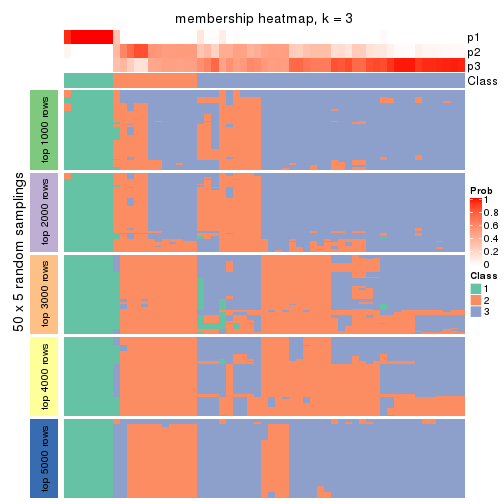 membership heatmap, k = 3
p1
p2
p3
Class
50 x 5 random samplings
top 1000 rows
top 2000 rows
top 3000 rows
top 4000 rows
top 5000 rows
Prob
1
0.8
0.6
0.4
0.2
0
Class
1
2
3